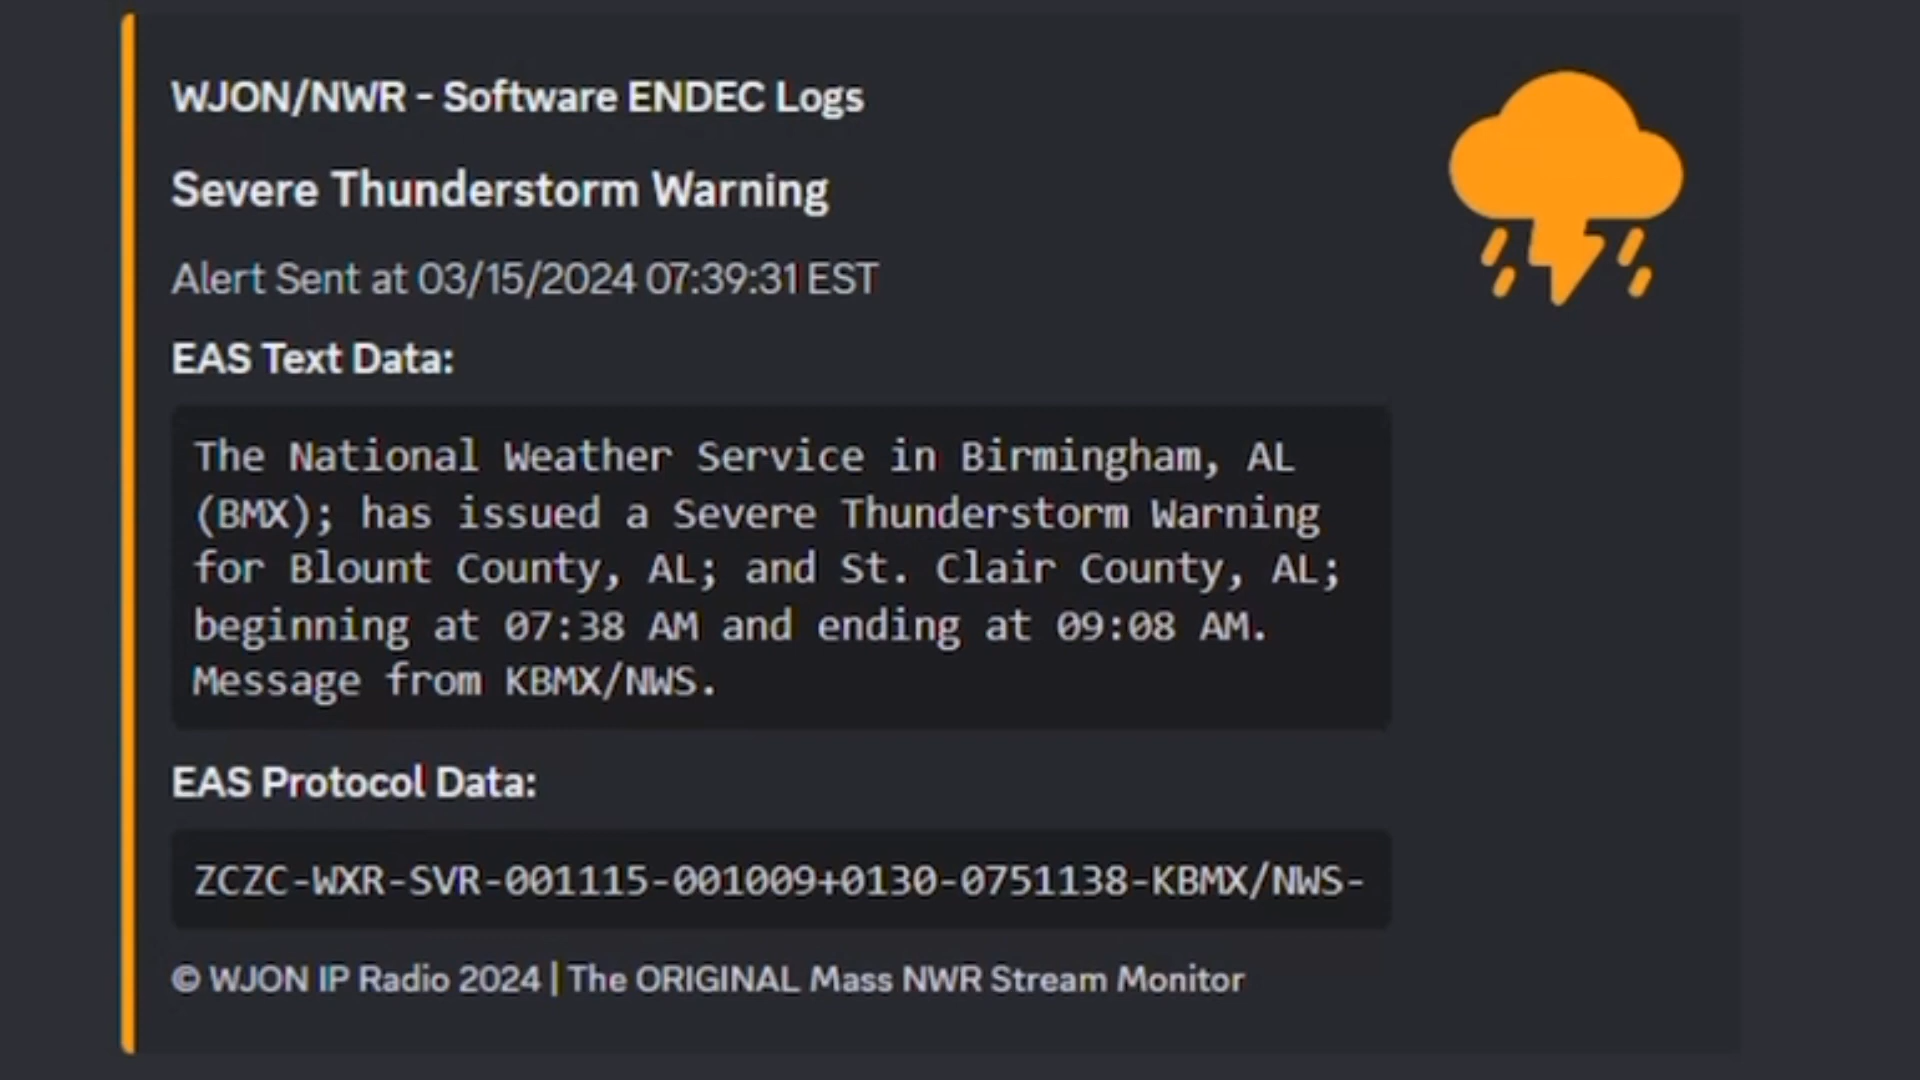 WJON/NWR - Software ENDEC Logs
Severe Thunderstorm Warning
Alert Sent at 03/15/2024 07:39:31 EST
EAS Text Data:
The National Weather Service in Birmingham, AL
(BMX); has issued a Severe Thunderstorm Warning
for Blount County, AL; and St. Clair County, AL;
beginning at 07:38 AM and ending at 09:08 AM.
Message from KBMX/NWS.
EAS Protocol Data:
ZCZC-WXR-SVR-001115-001009+0130-0751138-KBMX/NWS-
© WJON IP Radio 2024 | The ORIGINAL Mass NWR Stream Monitor